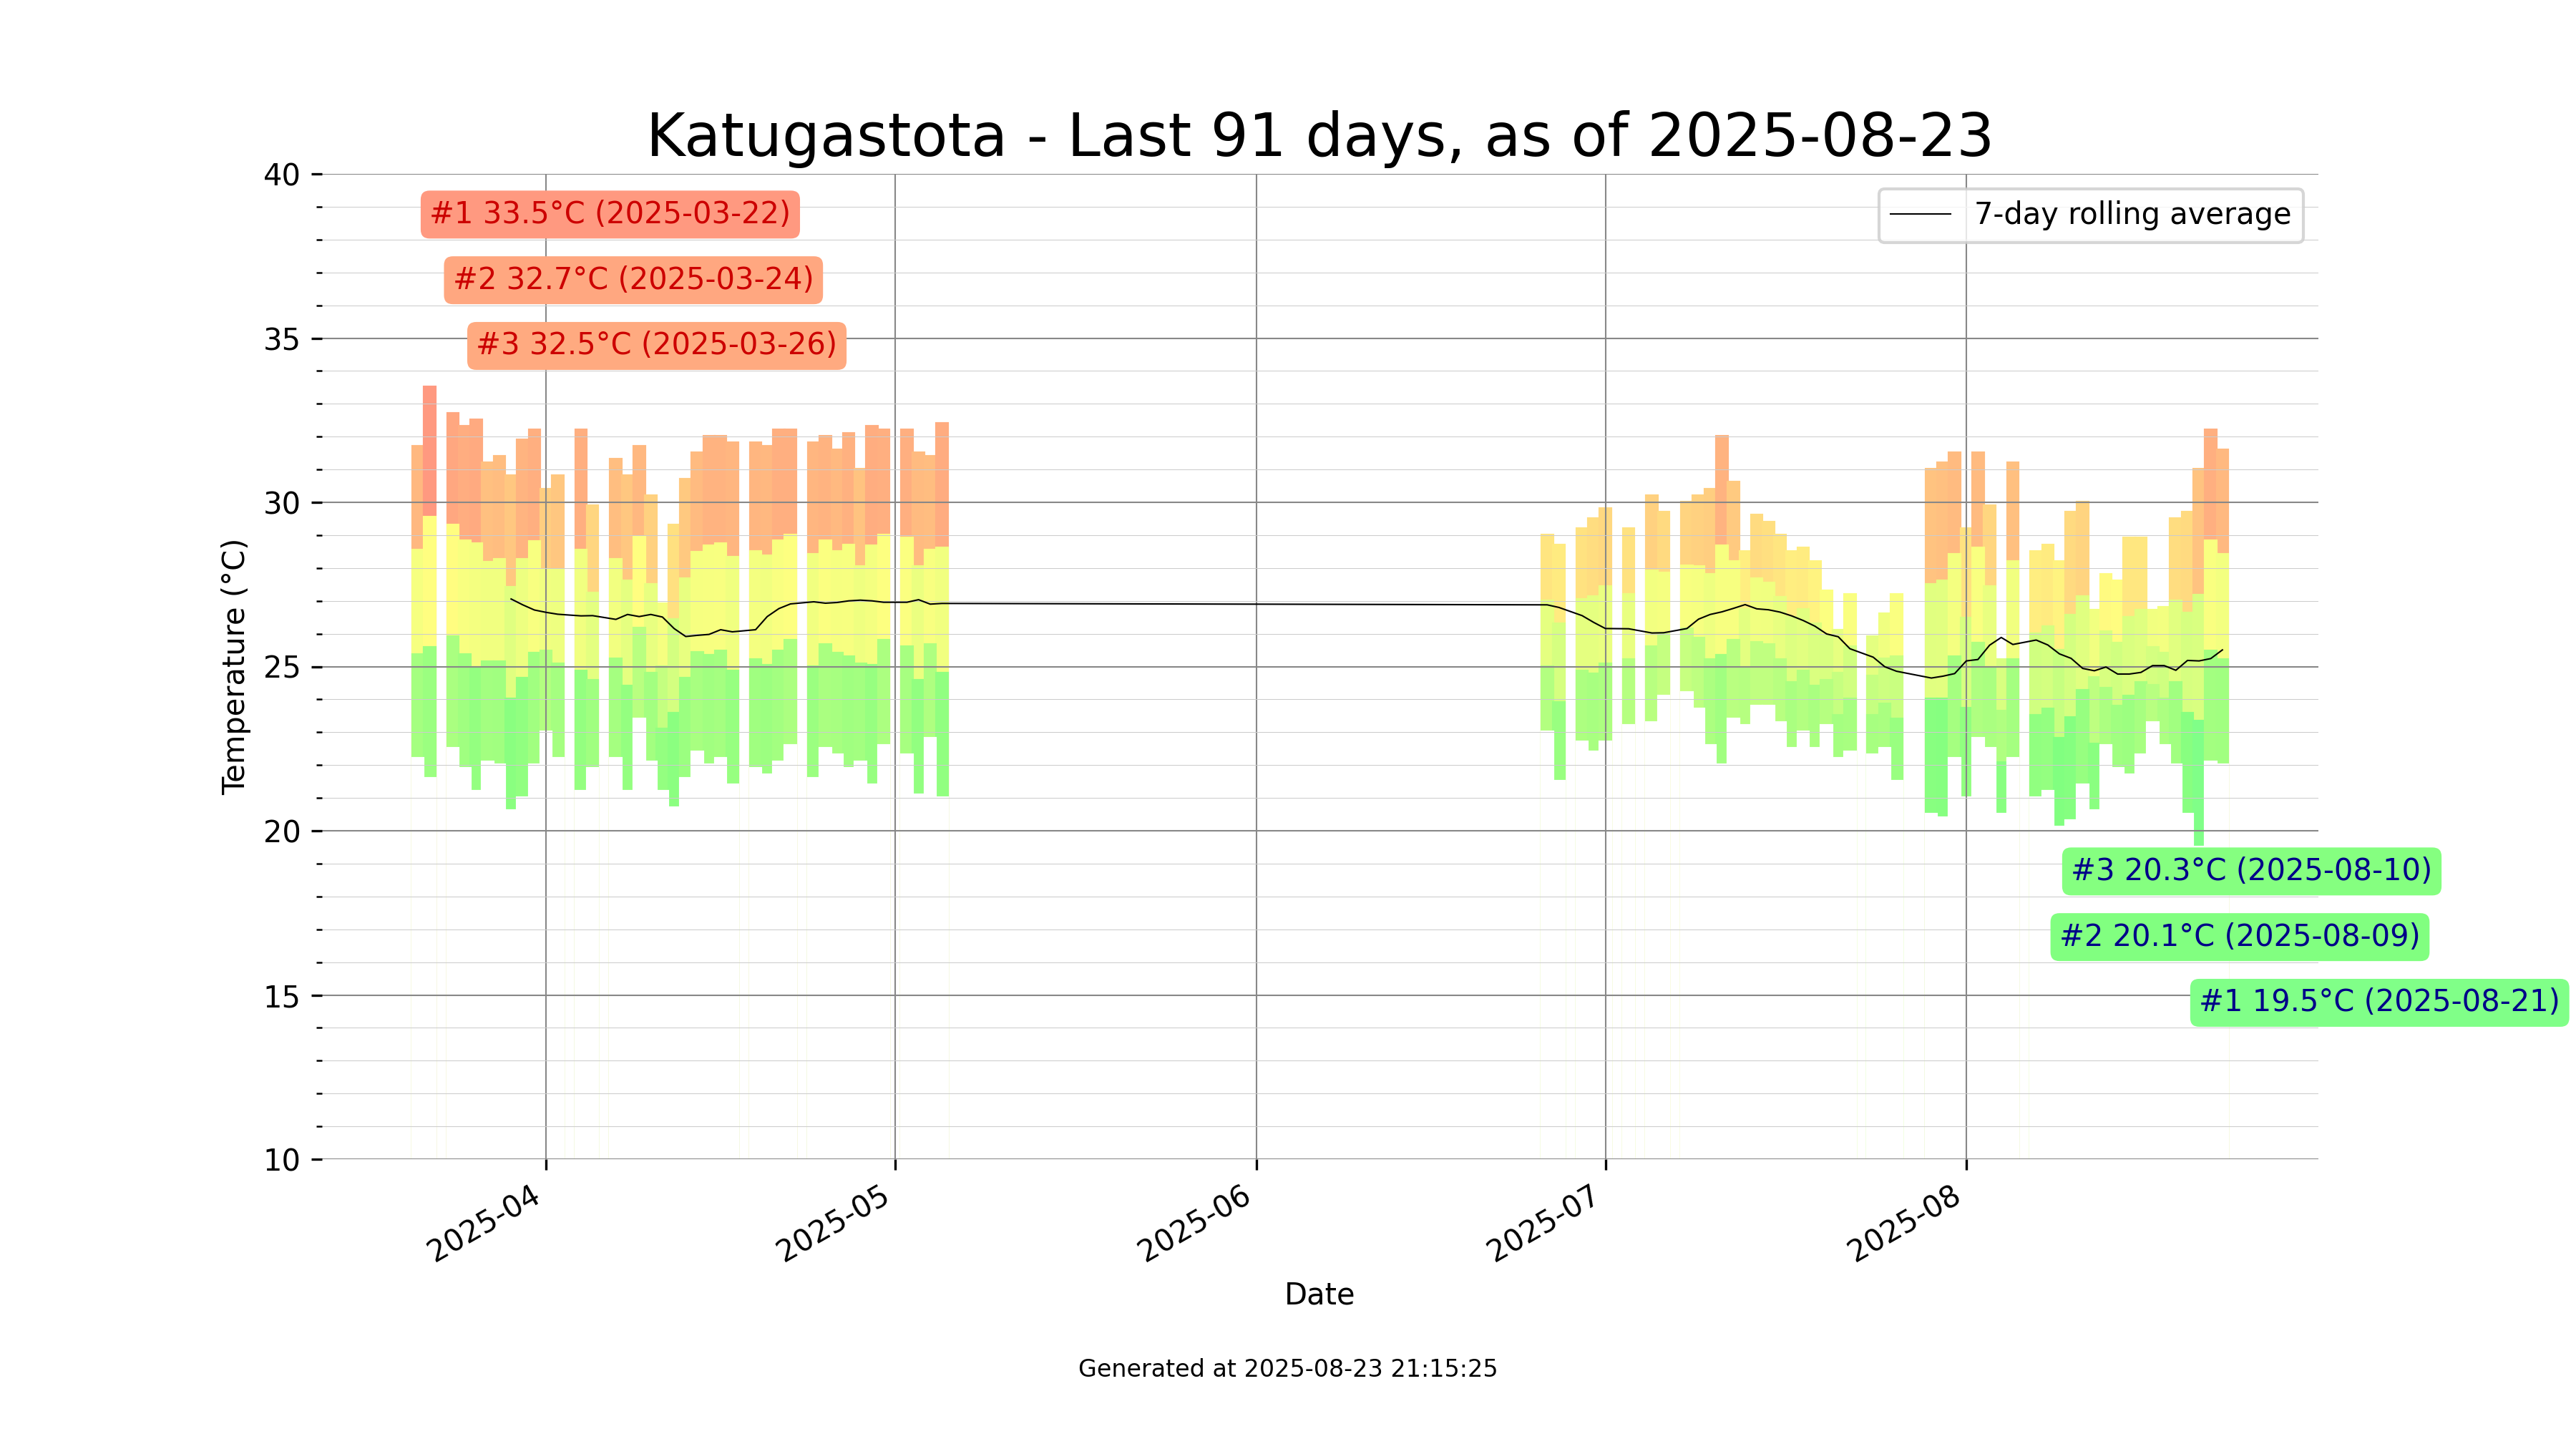 Katugastota - Last 91 days, as of 2025-08-23
40
#1 33.5°C (2025-03-22)
7-day rolling average
#2 32.7°C (2025-03-24)
35
#3 32.5°C (2025-03-26)
30
Temperature (°C)
25
20
#3 20.3°C (2025-08-10)
#2 20.1°C (2025-08-09)
15
#1 19.5°C (2025-08-21)
10
2025-04
2025-05
2025-06
2025-07
2025-08
Date
Generated at 2025-08-23 21:15:25